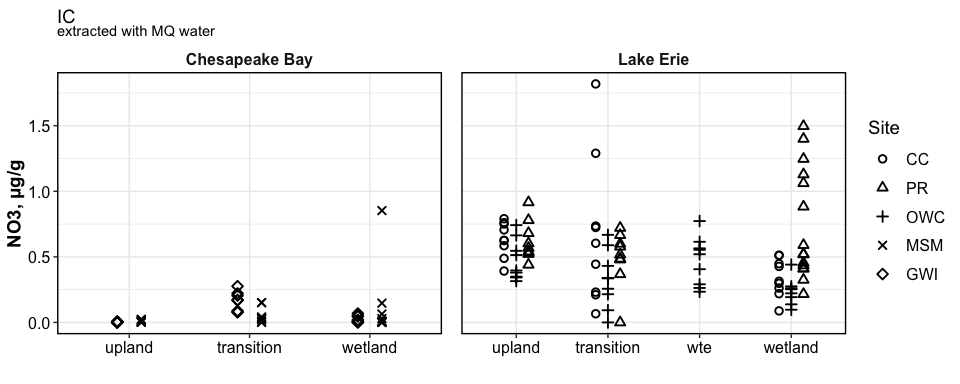 IC
extracted with MQ water
Chesapeake Bay
Lake Erie
NO3, µg/g
1.5
1.0
0.5
0.0
upland
transition
wetland
upland
transition
wte
wetland
Site
CC
PR
OWC
MSM
GWI